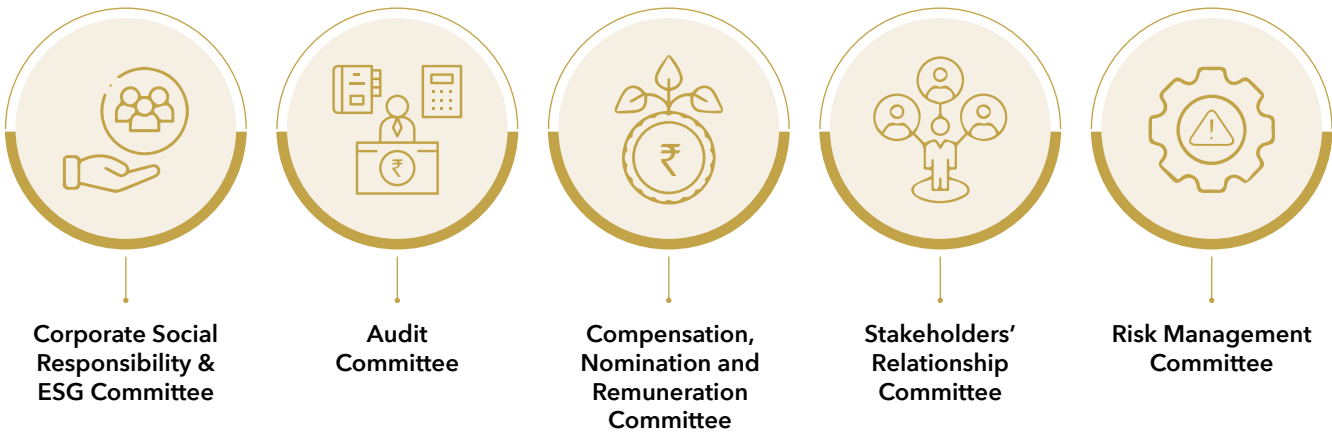 ₹
₹
Corporate Social
Responsibility &
ESG Committee
Audit
Committee
Compensation,
Nomination and
Remuneration
Committee
Stakeholders’
Relationship
Committee
Risk Management
Committee